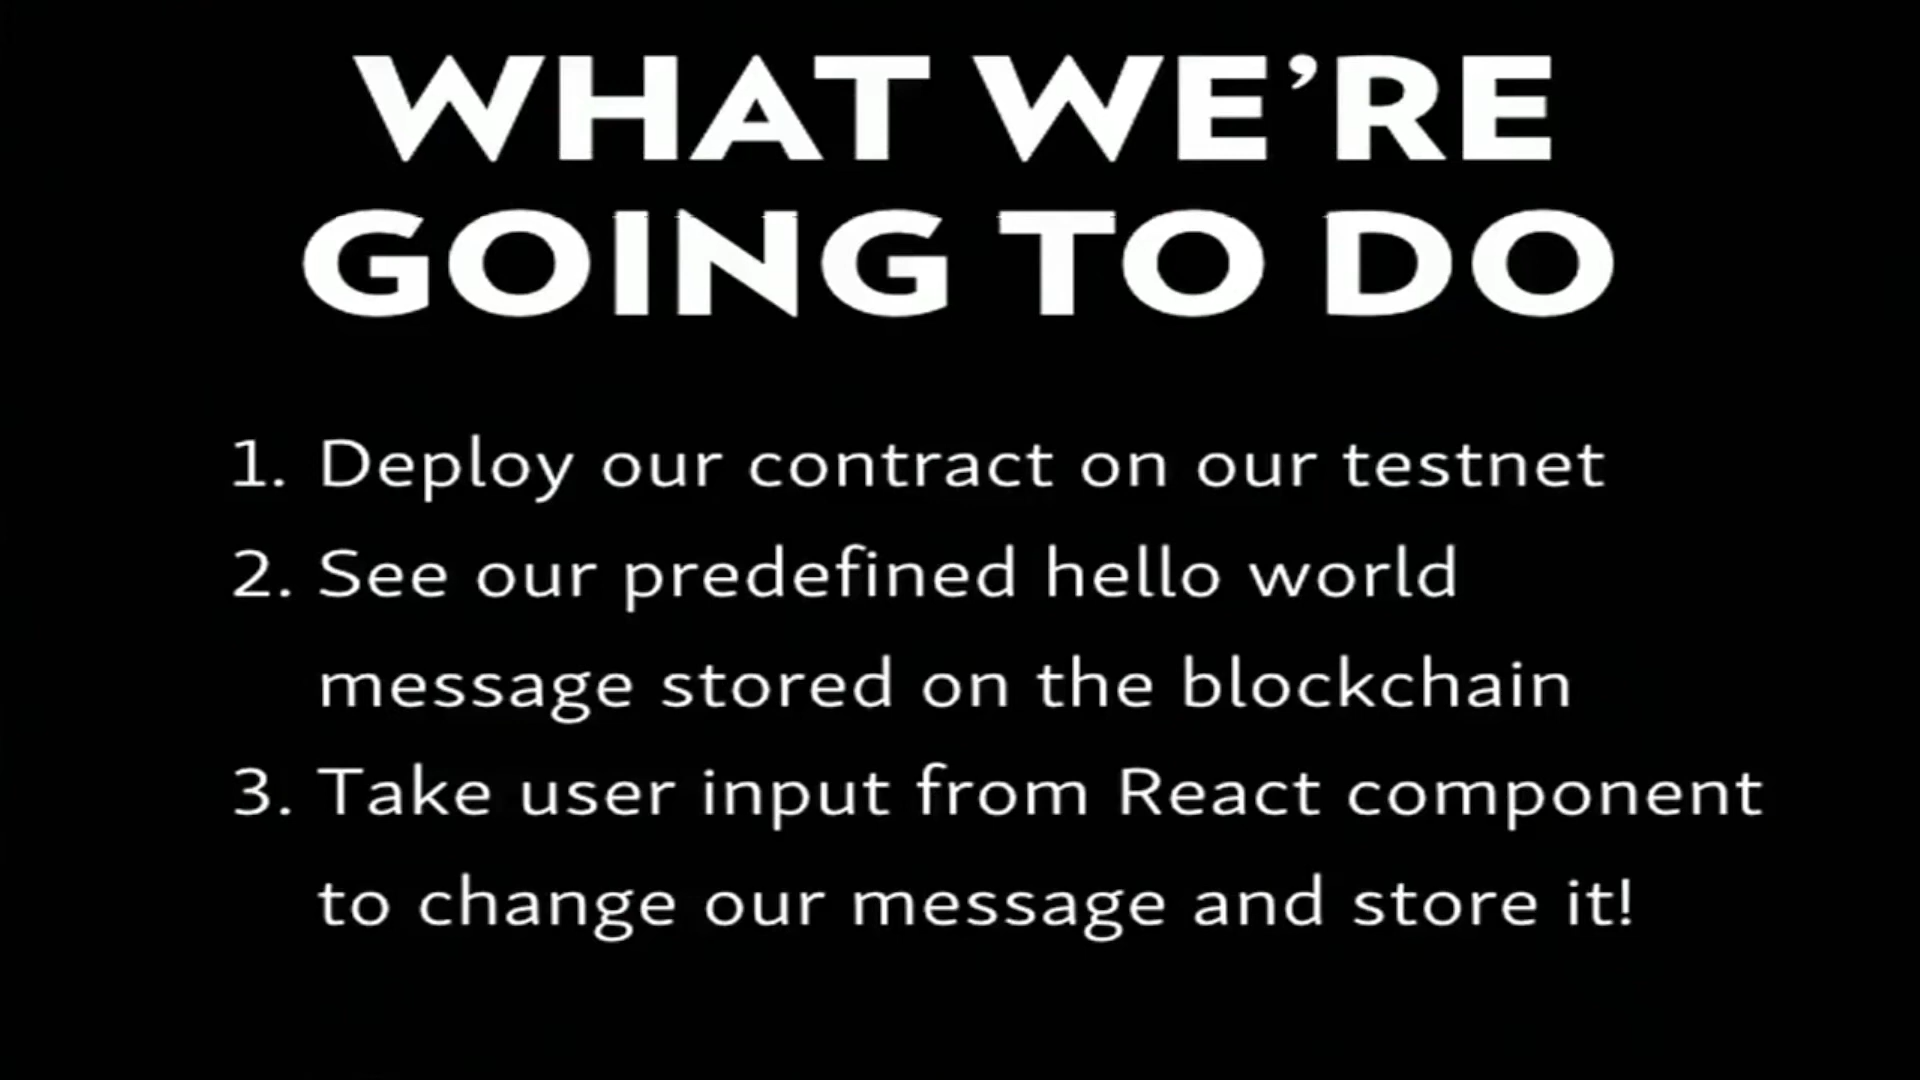 WHAT WE’RE
GOING TO DO
1. Deploy our contract on our testnet
2. See our predefined hello world
message stored on the blockchain
3. Take user input from React component
to change our message and store it!